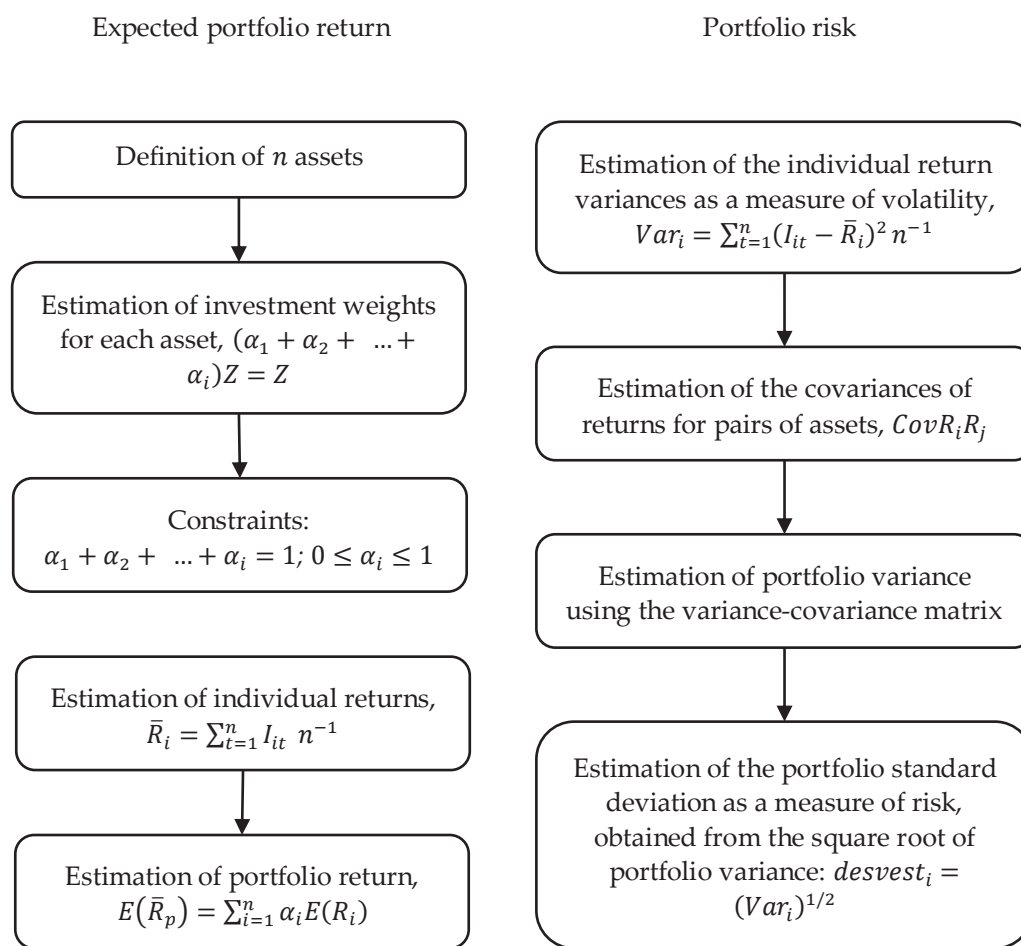 Expected portfolio return
Definition of n assets
Estimation of investment weights
for each asset, (α₁ + α₂ + … +
αᵢ)Z = Z
Constraints:
α₁ + α₂ + … + αᵢ = 1; 0 ≤ αᵢ ≤ 1
Estimation of individual returns,
R̄ᵢ = ∑ⁿₜ₌₁ Iᵢₜ n⁻¹
Estimation of portfolio return,
E(R̄ₚ) = ∑ⁿᵢ₌₁ αᵢE(Rᵢ)
Portfolio risk
Estimation of the individual return
variances as a measure of volatility,
Varᵢ = ∑ⁿₜ₌₁(Iᵢₜ − R̄ᵢ)² n⁻¹
Estimation of the covariances of
returns for pairs of assets, CovRᵢRⱼ
Estimation of portfolio variance
using the variance-covariance matrix
Estimation of the portfolio standard
deviation as a measure of risk,
obtained from the square root of
portfolio variance: desvestᵢ =
(Varᵢ)¹/²